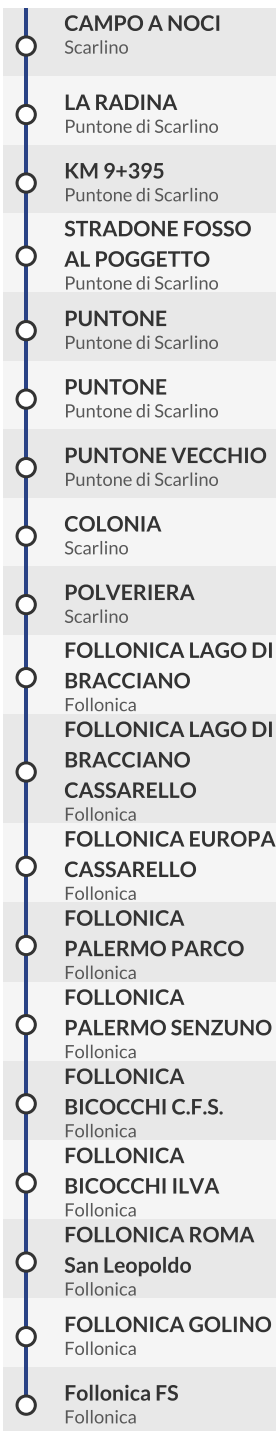 CAMPO A NOCI
Scarlino
LA RADINA
Puntone di Scarlino
KM 9+395
Puntone di Scarlino
STRADONE FOSSO
AL POGGETTO
Puntone di Scarlino
PUNTONE
Puntone di Scarlino
PUNTONE
Puntone di Scarlino
PUNTONE VECCHIO
Puntone di Scarlino
COLONIA
Scarlino
POLVERIERA
Scarlino
FOLLONICA LAGO DI
BRACCIANO
Follonica
FOLLONICA LAGO DI
BRACCIANO
CASSARELLO
Follonica
FOLLONICA EUROPA
CASSARELLO
Follonica
FOLLONICA
PALERMO PARCO
Follonica
FOLLONICA
PALERMO SENZUNO
Follonica
FOLLONICA
BICOCCHI C.F.S.
Follonica
FOLLONICA
BICOCCHI ILVA
Follonica
FOLLONICA ROMA
San Leopoldo
Follonica
FOLLONICA GOLINO
Follonica
Follonica FS
Follonica